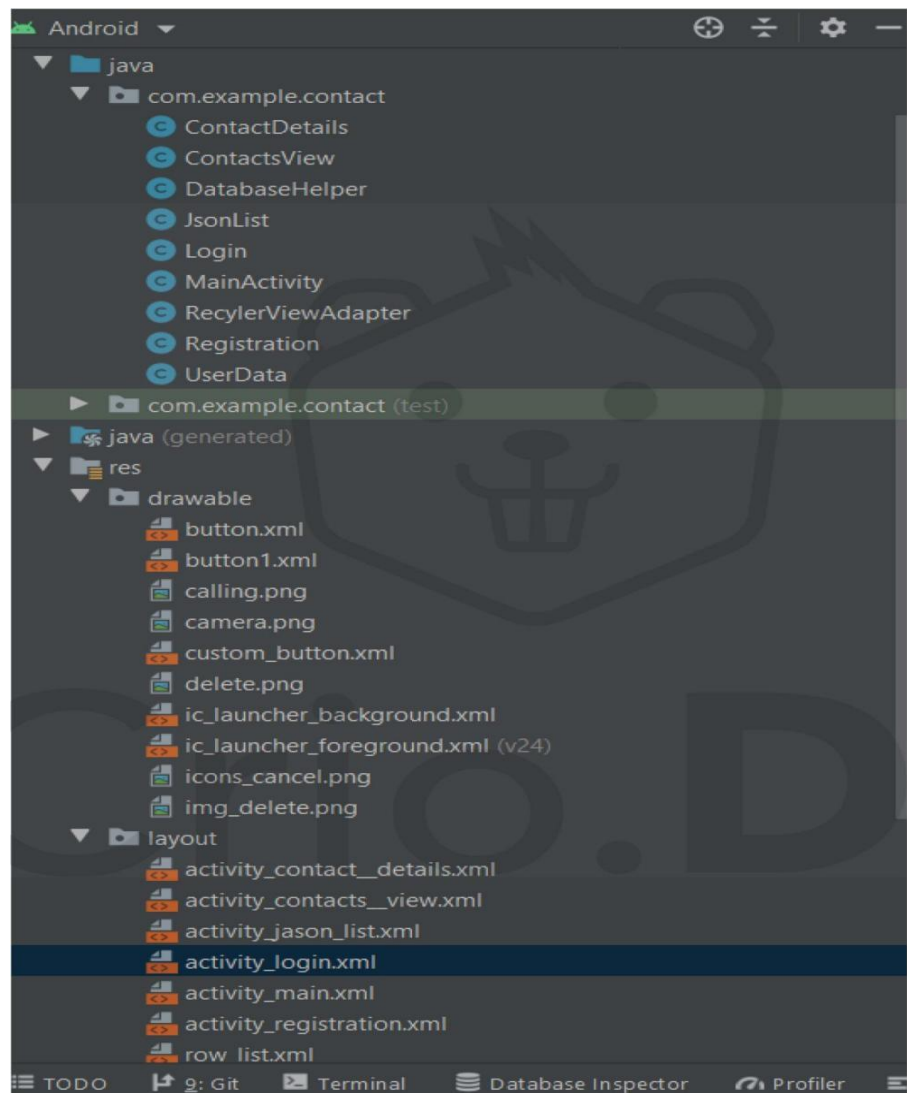 Android
java
com.example.contact
ContactDetails
ContactsView
DatabaseHelper
JsonList
Login
MainActivity
RecylerViewAdapter
Registration
UserData
com.example.contact (test)
java (generated)
res
drawable
button.xml
button1.xml
calling.png
camera.png
custom_button.xml
delete.png
ic_launcher_background.xml
ic_launcher_foreground.xml (v24)
icons_cancel.png
img_delete.png
layout
activity_contact__details.xml
activity_contacts__view.xml
activity_jason_list.xml
activity_login.xml
activity_main.xml
activity_registration.xml
row_list.xml
TODO 9: Git Terminal Database Inspector Profiler
Crio.D